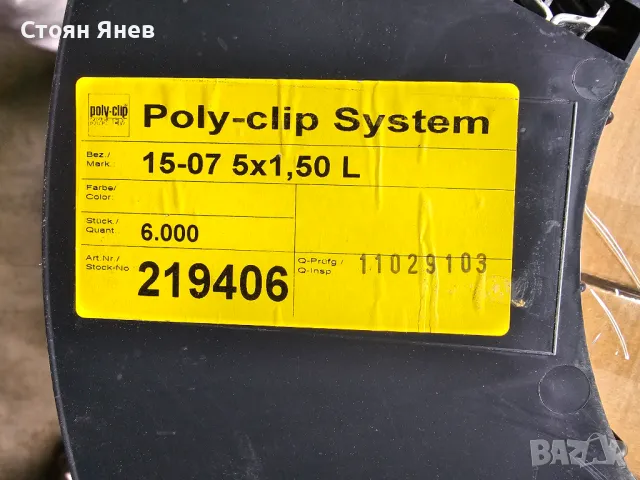 Стоян Янев
poly-clip
SYSTEM
Poly-clip System
Bez./
Mark.
15-07 5x1,50 L
Farbe/
Color:
Stück./
Quant.
6.000
Art.Nr./
Stock-No
219406
Q-Prüfg /
Q-Insp
11029103
BAZAR